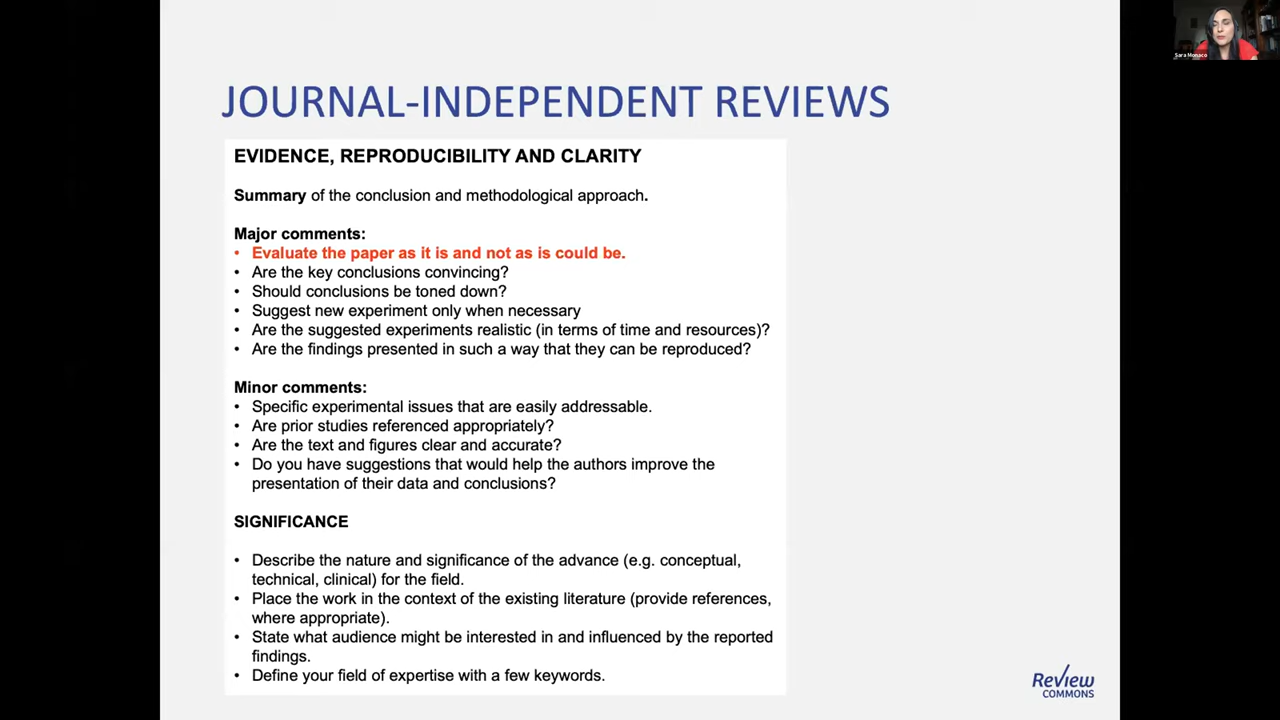 Sara Monaco
JOURNAL-INDEPENDENT REVIEWS
EVIDENCE, REPRODUCIBILITY AND CLARITY
Summary of the conclusion and methodological approach.
Major comments:
• Evaluate the paper as it is and not as is could be.
• Are the key conclusions convincing?
• Should conclusions be toned down?
• Suggest new experiment only when necessary
• Are the suggested experiments realistic (in terms of time and resources)?
• Are the findings presented in such a way that they can be reproduced?
Minor comments:
• Specific experimental issues that are easily addressable.
• Are prior studies referenced appropriately?
• Are the text and figures clear and accurate?
• Do you have suggestions that would help the authors improve the
presentation of their data and conclusions?
SIGNIFICANCE
• Describe the nature and significance of the advance (e.g. conceptual,
technical, clinical) for the field.
• Place the work in the context of the existing literature (provide references,
where appropriate).
• State what audience might be interested in and influenced by the reported
findings.
• Define your field of expertise with a few keywords.
Review
COMMONS